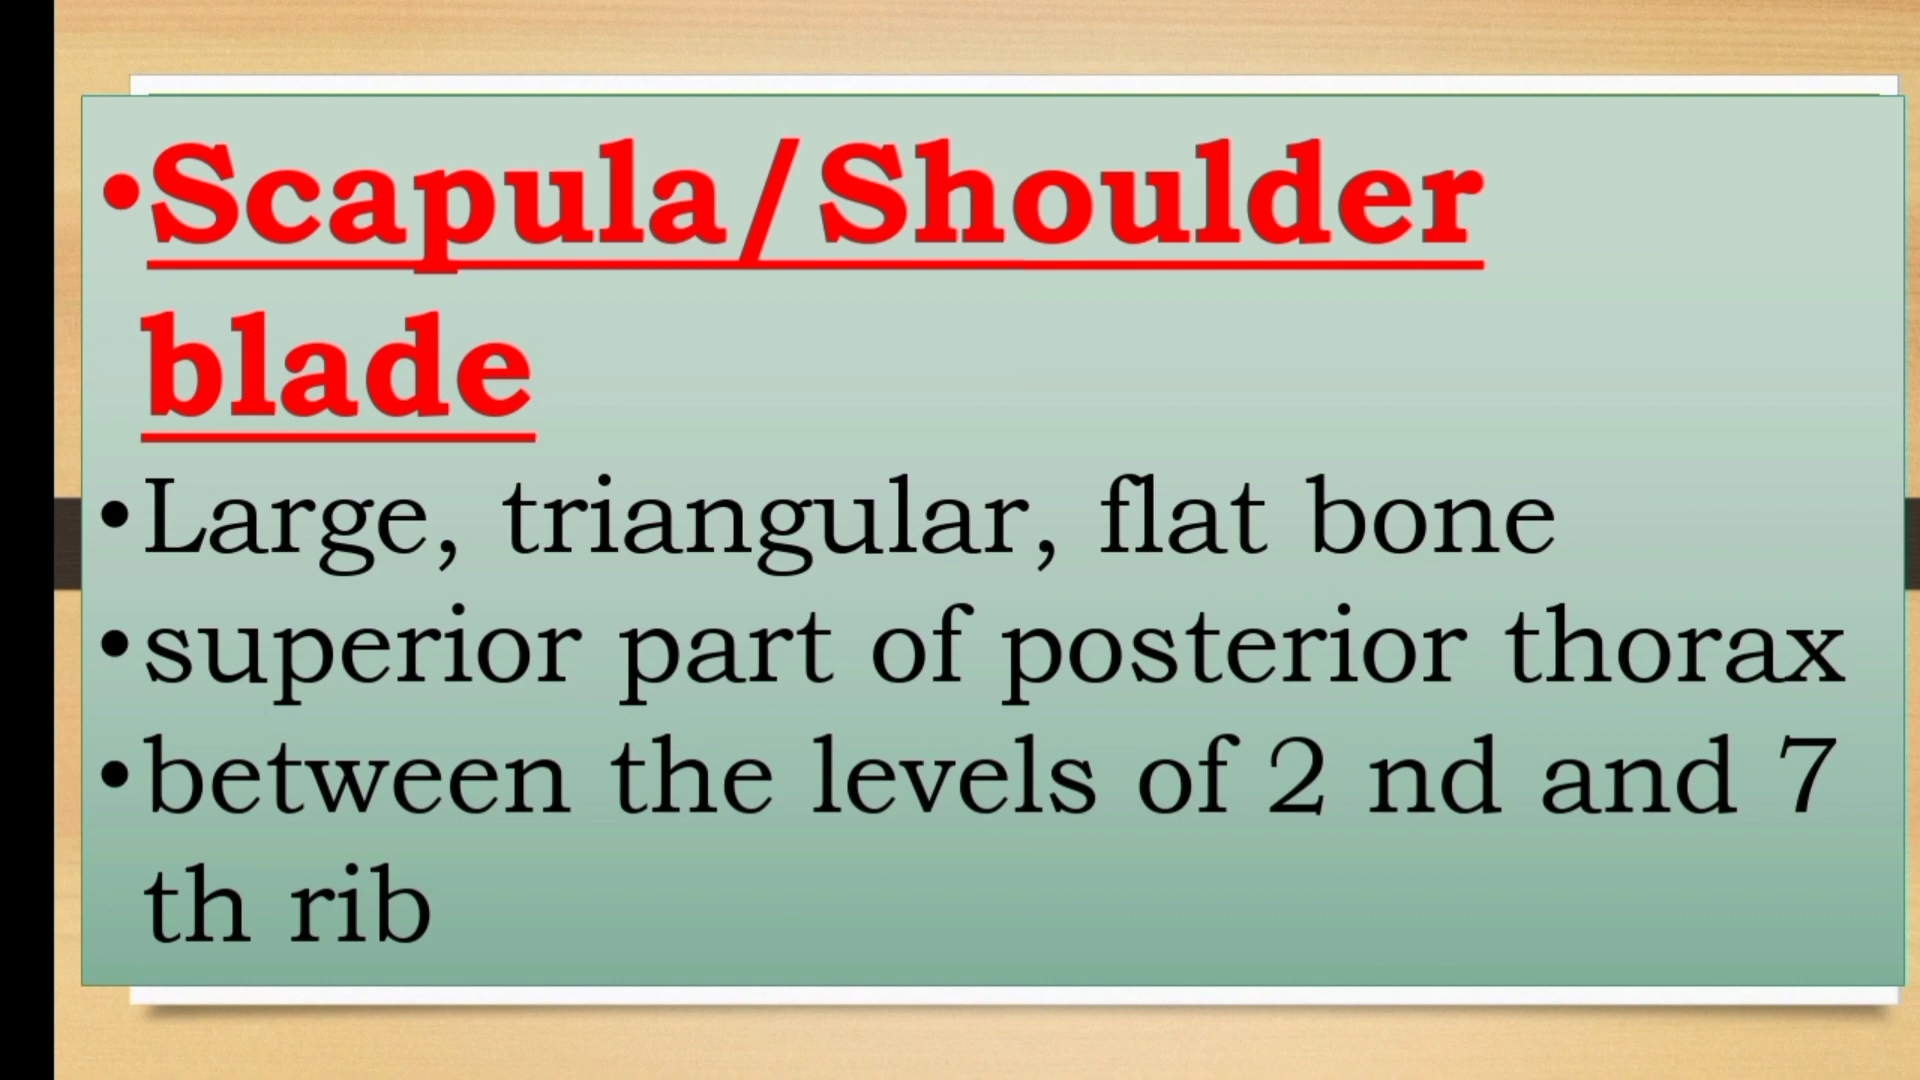 •Scapula/Shoulder
blade
•Large, triangular, flat bone
•superior part of posterior thorax
•between the levels of 2 nd and 7
th rib